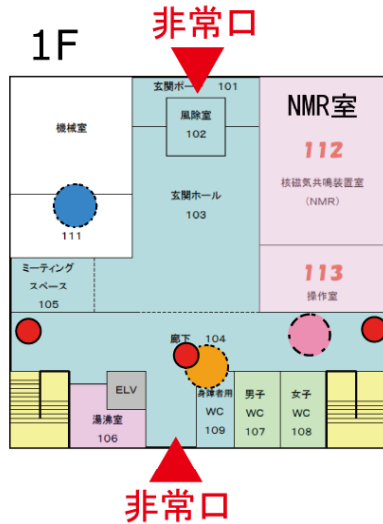 非常口
1F
玄関ポーチ 101
風除室
102
機械室
NMR室
112
核磁気共鳴装置室
(NMR)
玄関ホール
103
111
113
操作室
ミーティング
スペース
105
廊下 104
ELV
湯沸室
106
身障者用
WC
109
男子
WC
107
女子
WC
108
非常口